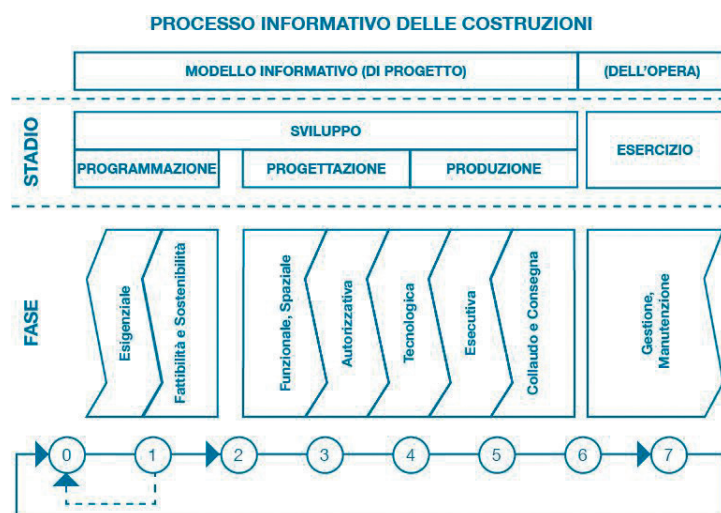 PROCESSO INFORMATIVO DELLE COSTRUZIONI
MODELLO INFORMATIVO (DI PROGETTO)
(DELL'OPERA)
STADIO
SVILUPPO
PROGRAMMAZIONE
PROGETTAZIONE
PRODUZIONE
ESERCIZIO
FASE
Esigenziale
Fattibilità e Sostenibilità
Funzionale, Spaziale
Autorizzativa
Tecnologica
Esecutiva
Collaudo e Consegna
Gestione,
Manutenzione
0 1 2 3 4 5 6 7